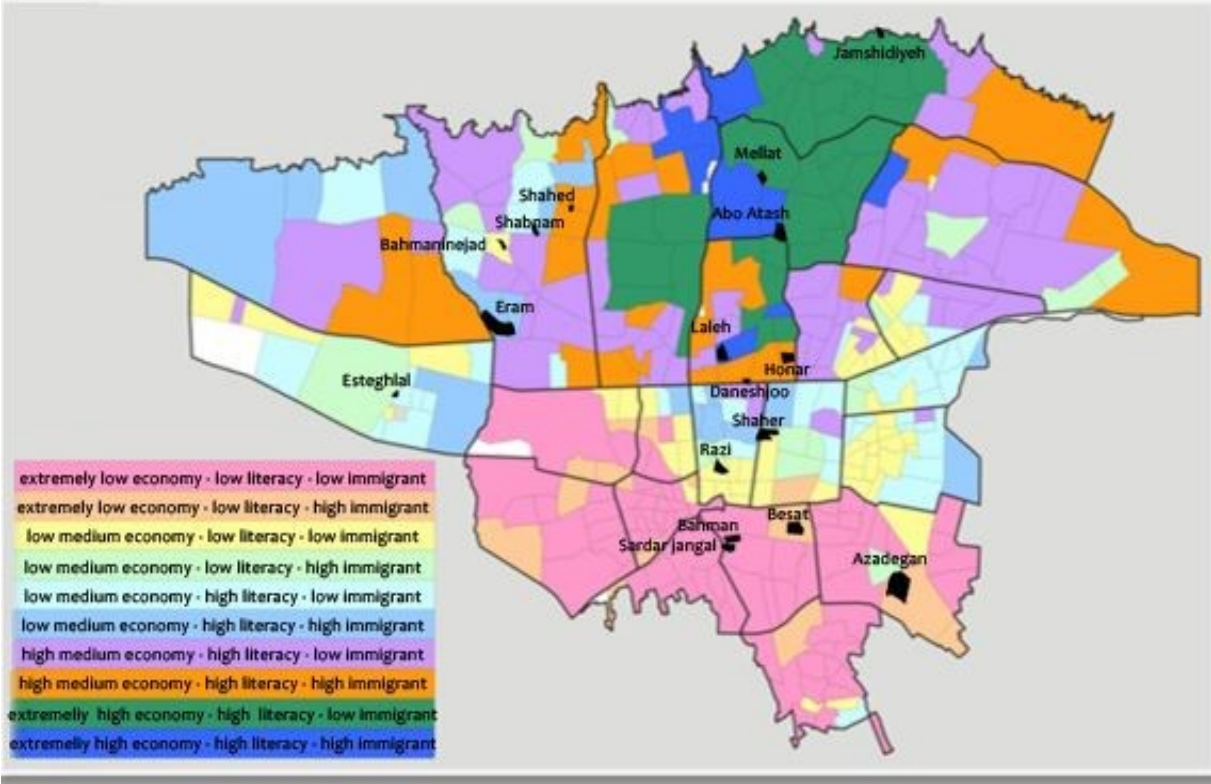 Jamshidiyeh
Mellat
Shahed
Abo Atash
Shabnam
Bahmaninejad
Eram
Laleh
Honar
Esteghlal
Daneshjoo
Shaher
Razi
Besat
Bahman
Sardar jangal
Azadegan
extremely low economy - low literacy - low immigrant
extremely low economy - low literacy - high immigrant
low medium economy - low literacy - low immigrant
low medium economy - low literacy - high immigrant
low medium economy - high literacy - low immigrant
low medium economy - high literacy - high immigrant
high medium economy - high literacy - low immigrant
high medium economy - high literacy - high immigrant
extremelly high economy - high literacy - low immigrant
extremelly high economy - high literacy - high immigrant